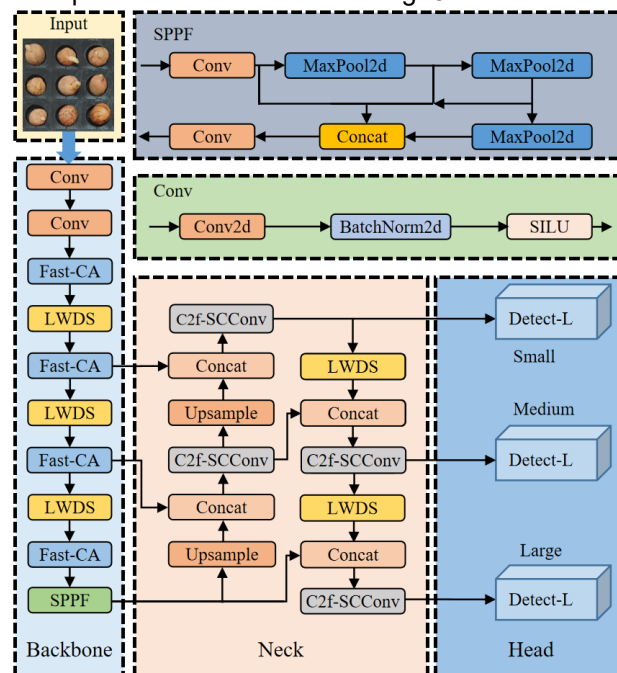 Input
SPPF
Conv
MaxPool2d
MaxPool2d
Conv
Concat
MaxPool2d
Conv
Conv2d
BatchNorm2d
SILU
Conv
Conv
Fast-CA
LWDS
Fast-CA
LWDS
Fast-CA
LWDS
Fast-CA
SPPF
Backbone
C2f-SCConv
Concat
Upsample
C2f-SCConv
Concat
Upsample
LWDS
Concat
C2f-SCConv
LWDS
Concat
C2f-SCConv
Neck
Detect-L
Small
Medium
Detect-L
Large
Detect-L
Head